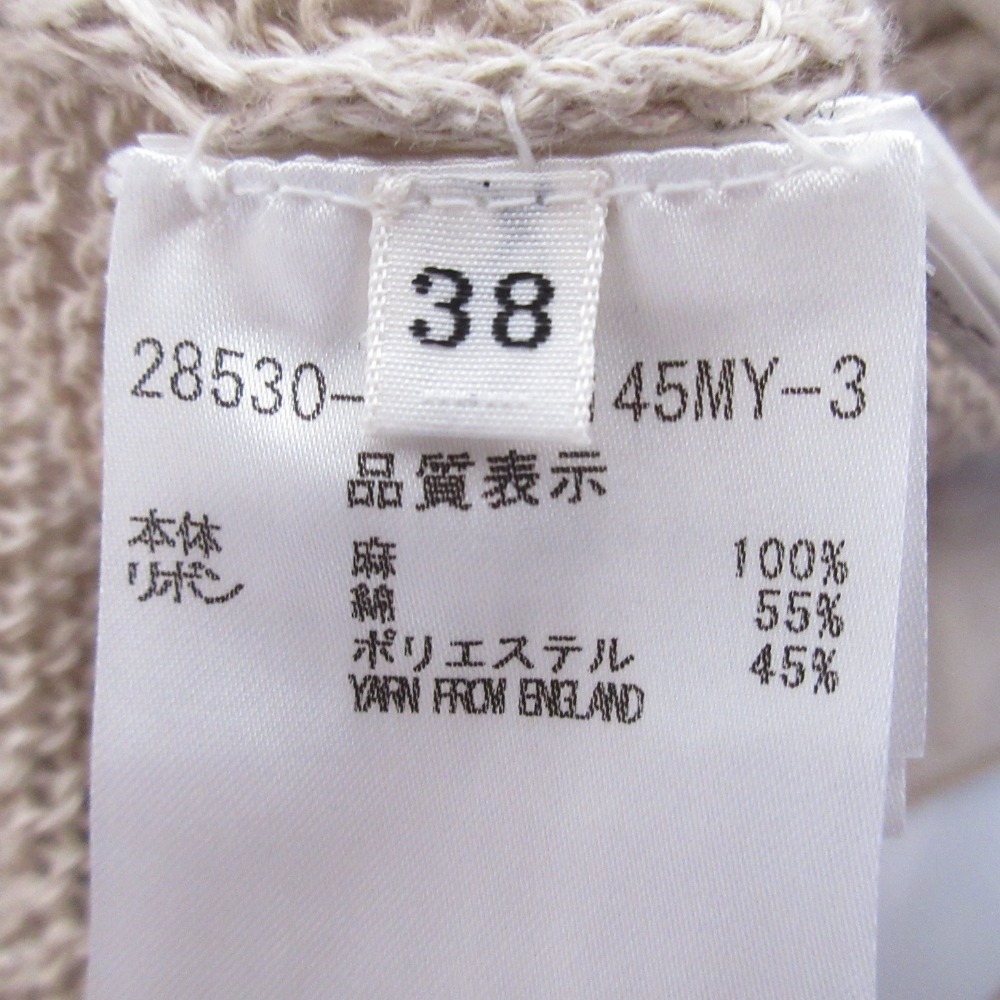 38
28530- 45MY-3
品質表示
本体 麻 100%
リボン 綿 55%
ポリエステル 45%
YARN FROM ENGLAND